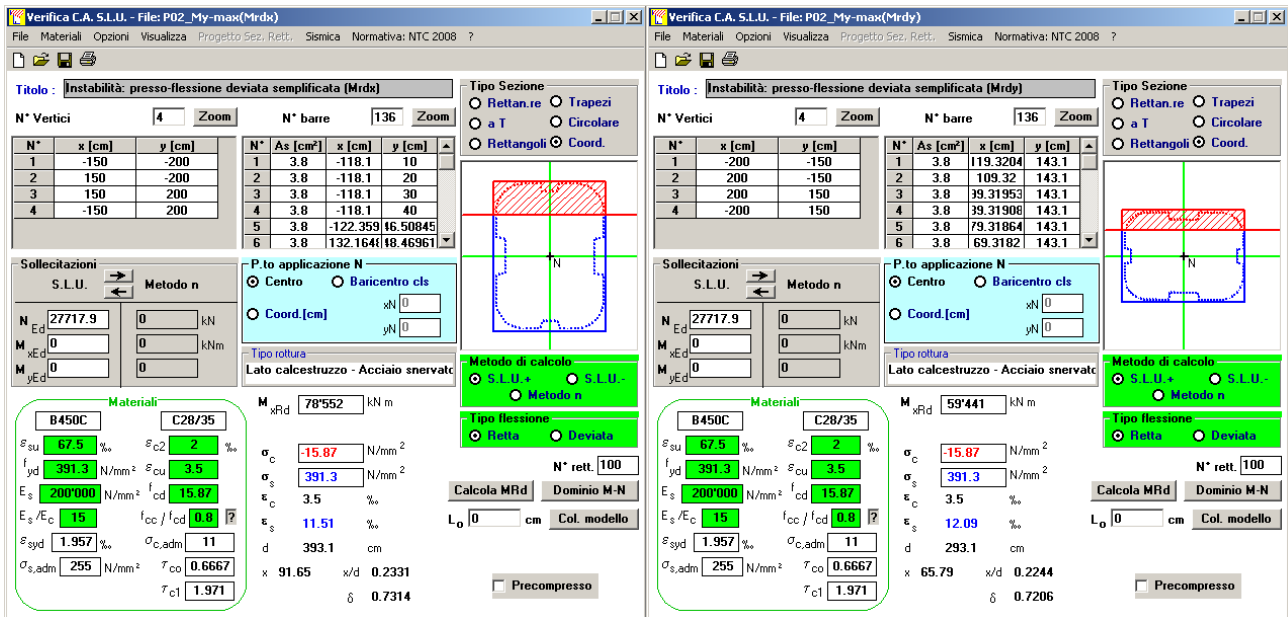 Verifica C.A. S.L.U. - File: P02_My-max(Mrdx)
File Materiali Opzioni Visualizza Progetto Sez. Rett. Sismica Normativa: NTC 2008 ?
Titolo : Instabilità: presso-flessione deviata semplificata (Mrdx)
N° Vertici 4 Zoom N° barre 136 Zoom
N° x [cm] y [cm]
1 -150 -200
2 150 -200
3 150 200
4 -150 200
N° As [cm²] x [cm] y [cm]
1 3.8 -118.1 10
2 3.8 -118.1 20
3 3.8 -118.1 30
4 3.8 -118.1 40
5 3.8 -122.359 46.50845
6 3.8 132.1648 48.46961
Tipo Sezione
Rettan.re Trapezi
a T Circolare
Rettangoli Coord.
N
Sollecitazioni
S.L.U. Metodo n
N Ed 27717.9 0 kN
M xEd 0 0 kNm
M yEd 0 0
P.to applicazione N
Centro Baricentro cls
Coord.[cm] xN 0
yN 0
Tipo rottura
Lato calcestruzzo - Acciaio snervato
Metodo di calcolo
S.L.U.+ S.L.U.-
Metodo n
Tipo flessione
Retta Deviata
N° rett. 100
Calcola MRd Dominio M-N
L₀ 0 cm Col. modello
Precompresso
Materiali
B450C C28/35
εsu 67.5 ‰ εc2 2 ‰
fyd 391.3 N/mm² εcu 3.5
Es 200'000 N/mm² fcd 15.87
Es/Ec 15 fcc / fcd 0.8 ?
εsyd 1.957 ‰ σc,adm 11
σs,adm 255 N/mm² τco 0.6667
τc1 1.971
M xRd 78'552 kN m
σc -15.87 N/mm²
σs 391.3 N/mm²
εc 3.5 ‰
εs 11.51 ‰
d 393.1 cm
x 91.65 x/d 0.2331
δ 0.7314
Verifica C.A. S.L.U. - File: P02_My-max(Mrdy)
File Materiali Opzioni Visualizza Progetto Sez. Rett. Sismica Normativa: NTC 2008 ?
Titolo : Instabilità: presso-flessione deviata semplificata (Mrdy)
N° Vertici 4 Zoom N° barre 136 Zoom
N° x [cm] y [cm]
1 -200 -150
2 200 -150
3 200 150
4 -200 150
N° As [cm²] x [cm] y [cm]
1 3.8 119.3204 143.1
2 3.8 109.32 143.1
3 3.8 99.31953 143.1
4 3.8 39.31908 143.1
5 3.8 79.31864 143.1
6 3.8 69.3182 143.1
Tipo Sezione
Rettan.re Trapezi
a T Circolare
Rettangoli Coord.
N
Sollecitazioni
S.L.U. Metodo n
N Ed 27717.9 0 kN
M xEd 0 0 kNm
M yEd 0 0
P.to applicazione N
Centro Baricentro cls
Coord.[cm] xN 0
yN 0
Tipo rottura
Lato calcestruzzo - Acciaio snervato
Metodo di calcolo
S.L.U.+ S.L.U.-
Metodo n
Tipo flessione
Retta Deviata
N° rett. 100
Calcola MRd Dominio M-N
L₀ 0 cm Col. modello
Precompresso
Materiali
B450C C28/35
εsu 67.5 ‰ εc2 2 ‰
fyd 391.3 N/mm² εcu 3.5
Es 200'000 N/mm² fcd 15.87
Es/Ec 15 fcc / fcd 0.8 ?
εsyd 1.957 ‰ σc,adm 11
σs,adm 255 N/mm² τco 0.6667
τc1 1.971
M xRd 59'441 kN m
σc -15.87 N/mm²
σs 391.3 N/mm²
εc 3.5 ‰
εs 12.09 ‰
d 293.1 cm
x 65.79 x/d 0.2244
δ 0.7206